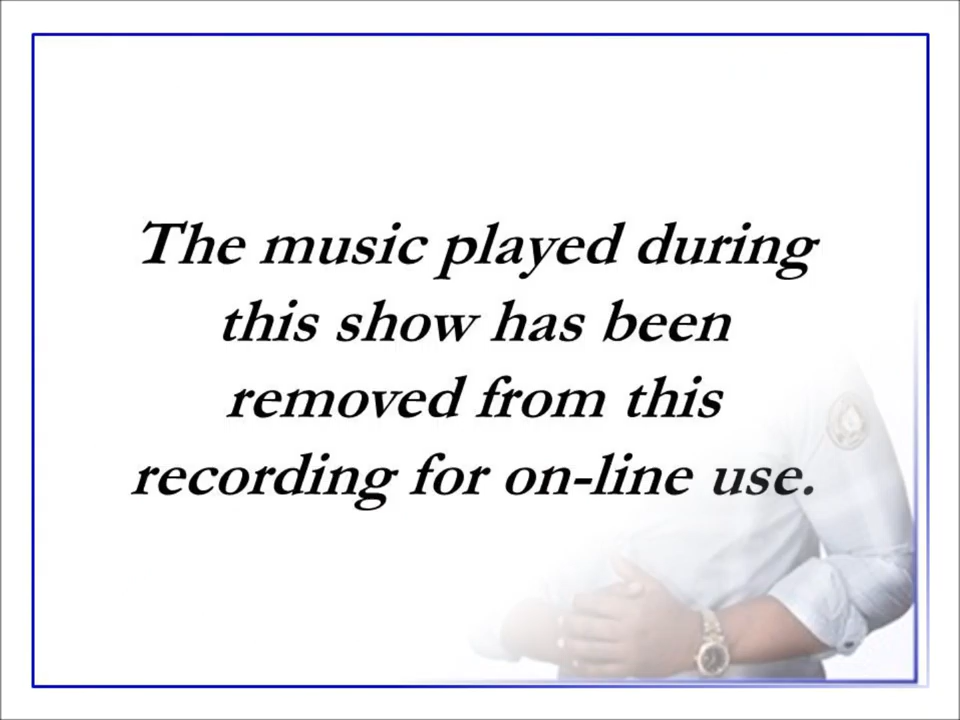 The music played during
this show has been
removed from this
recording for on-line use.